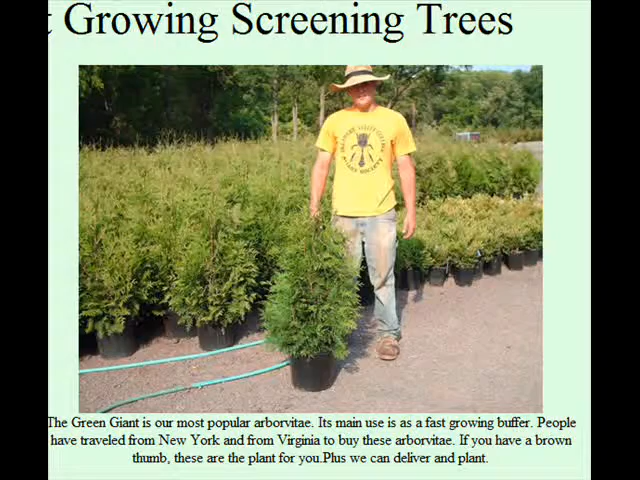 Growing Screening Trees
SOCIETY
The Green Giant is our most popular arborvitae. Its main use is as a fast growing buffer. People
have traveled from New York and from Virginia to buy these arborvitae. If you have a brown
thumb, these are the plant for you.Plus we can deliver and plant.